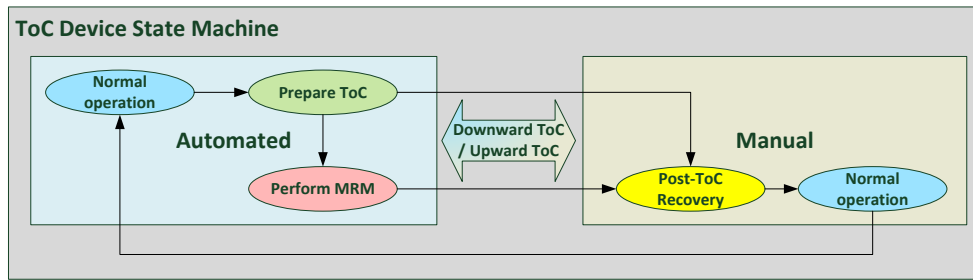 ToC Device State Machine
Normal
operation
Prepare ToC
Automated
Perform MRM
Downward ToC
/ Upward ToC
Manual
Post-ToC
Recovery
Normal
operation